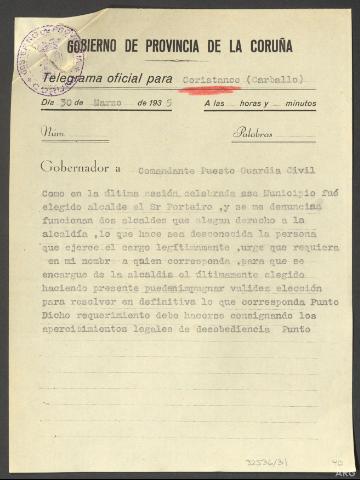 GOBIERNO DE PROVINCIA DE LA CORUÑA
Telegrama oficial para Coristanco (Carballo)
Día 30 de Marzo de 1935 A las horas y minutos
Núm. Palabras
Gobernador a Comandante Puesto Guardia Civil
Como en la última sesión celebrada ese Municipio fué
elegido alcalde el Sr Porteiro ,y se me denuncian
funcionan dos alcaldes que alegan derecho a la
alcaldía ,lo que hace sea desconocida la persona
que ejerce el cargo legítimamente ,urge que requiera
en mi nombre a quien corresponda ,para que se
encargue de la alcaldía el últimamente elegido
haciendo presente pueden impugnar validez elección
para resolver en definitiva lo que corresponda Punto
Dicho requerimiento debe hacerse consignando los
apercibimientos legales de desobediencia Punto
32536/31
40
ARG